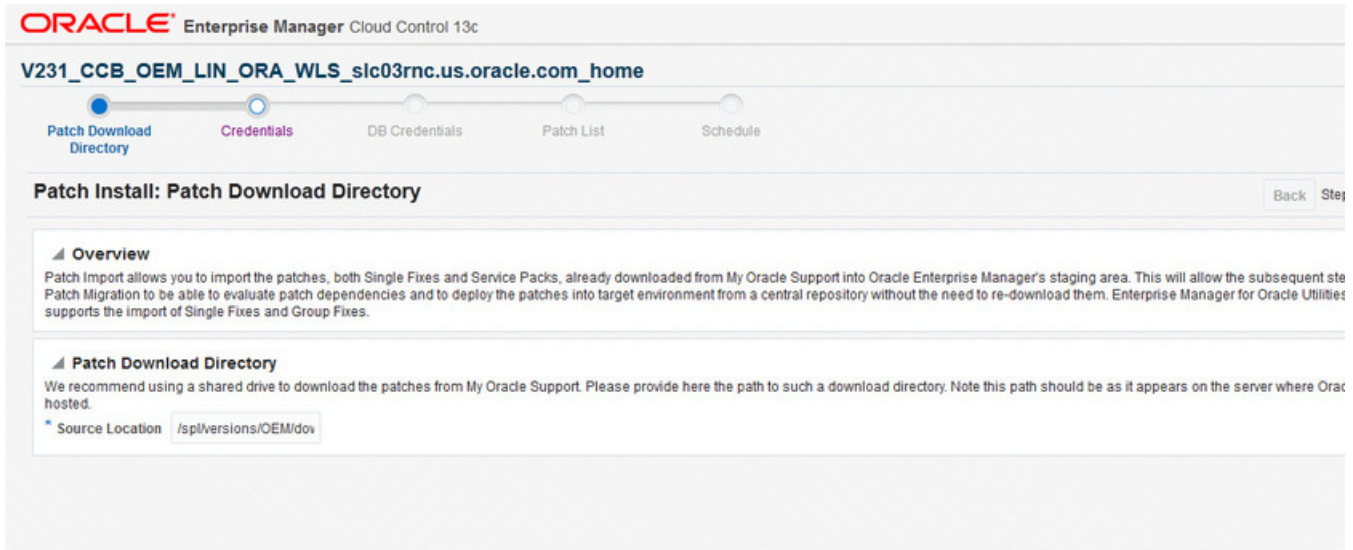 ORACLE® Enterprise Manager Cloud Control 13c
V231_CCB_OEM_LIN_ORA_WLS_slc03rnc.us.oracle.com_home
Patch Download Directory
Credentials
DB Credentials
Patch List
Schedule
Patch Install: Patch Download Directory
Back Step
Overview
Patch Import allows you to import the patches, both Single Fixes and Service Packs, already downloaded from My Oracle Support into Oracle Enterprise Manager's staging area. This will allow the subsequent ste
Patch Migration to be able to evaluate patch dependencies and to deploy the patches into target environment from a central repository without the need to re-download them. Enterprise Manager for Oracle Utilities
supports the import of Single Fixes and Group Fixes.
Patch Download Directory
We recommend using a shared drive to download the patches from My Oracle Support. Please provide here the path to such a download directory. Note this path should be as it appears on the server where Orac
hosted.
* Source Location /spl/versions/OEM/dow